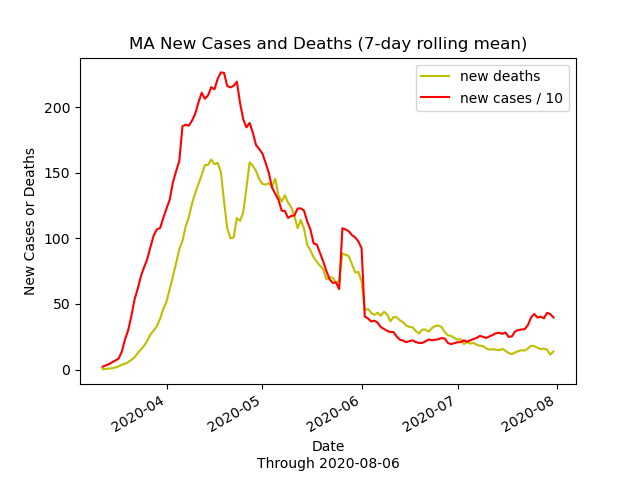 MA New Cases and Deaths (7-day rolling mean)
new deaths
new cases / 10
New Cases or Deaths
200
150
100
50
0
2020-04
2020-05
2020-06
2020-07
2020-08
Date
Through 2020-08-06